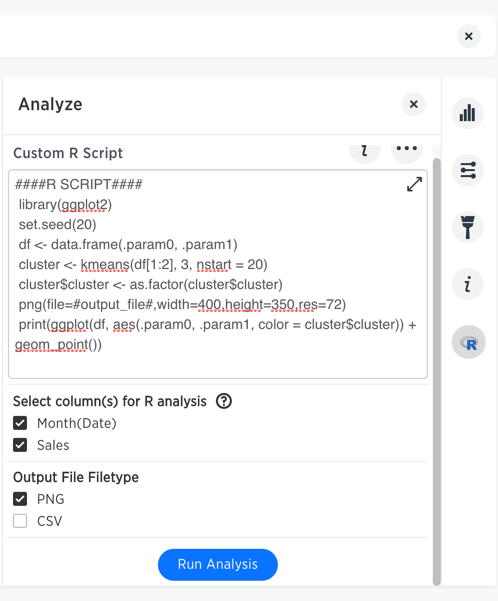 Analyze
Custom R Script
####R SCRIPT####
library(ggplot2)
set.seed(20)
df <- data.frame(.param0, .param1)
cluster <- kmeans(df[1:2], 3, nstart = 20)
cluster$cluster <- as.factor(cluster$cluster)
png(file=#output_file#,width=400,height=350,res=72)
print(ggplot(df, aes(.param0, .param1, color = cluster$cluster)) +
geom_point())
Select column(s) for R analysis ?
Month(Date)
Sales
Output File Filetype
PNG
CSV
Run Analysis
i
R